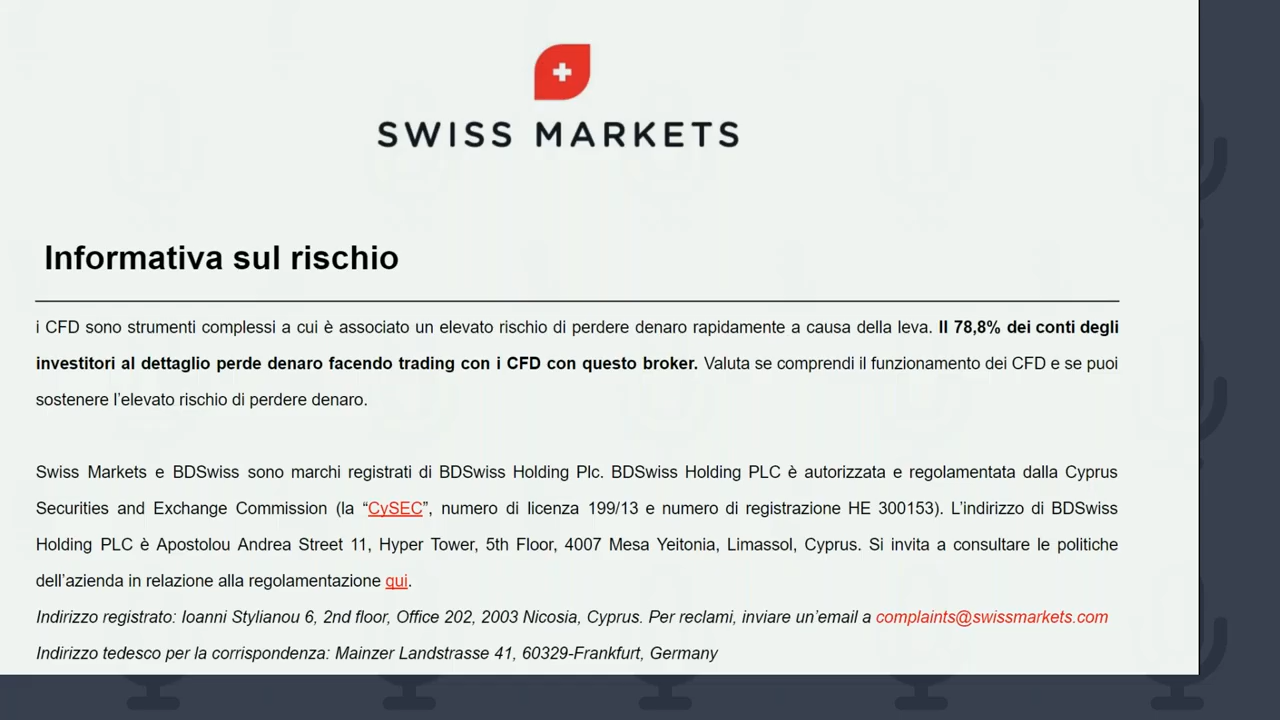 SWISS MARKETS
Informativa sul rischio
i CFD sono strumenti complessi a cui è associato un elevato rischio di perdere denaro rapidamente a causa della leva. Il 78,8% dei conti degli
investitori al dettaglio perde denaro facendo trading con i CFD con questo broker. Valuta se comprendi il funzionamento dei CFD e se puoi
sostenere l’elevato rischio di perdere denaro.
Swiss Markets e BDSwiss sono marchi registrati di BDSwiss Holding Plc. BDSwiss Holding PLC è autorizzata e regolamentata dalla Cyprus
Securities and Exchange Commission (la “CySEC”, numero di licenza 199/13 e numero di registrazione HE 300153). L’indirizzo di BDSwiss
Holding PLC è Apostolou Andrea Street 11, Hyper Tower, 5th Floor, 4007 Mesa Yeitonia, Limassol, Cyprus. Si invita a consultare le politiche
dell’azienda in relazione alla regolamentazione qui.
Indirizzo registrato: Ioanni Stylianou 6, 2nd floor, Office 202, 2003 Nicosia, Cyprus. Per reclami, inviare un’email a complaints@swissmarkets.com
Indirizzo tedesco per la corrispondenza: Mainzer Landstrasse 41, 60329-Frankfurt, Germany